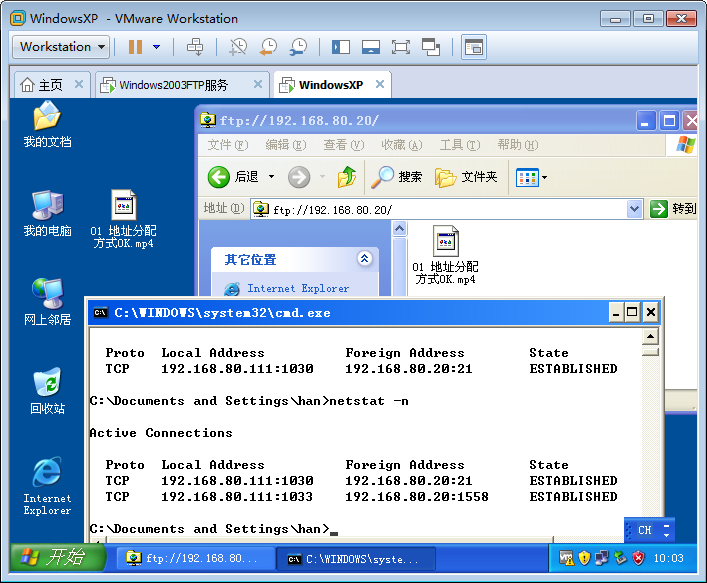 WindowsXP - VMware Workstation
Workstation
主页
Windows2003FTP服务
WindowsXP
我的文档
我的电脑
01 地址分配
方式OK.mp4
网上邻居
回收站
Internet
Explorer
ftp://192.168.80.20/
文件(F) 编辑(E) 查看(V) 收藏(A) 工具(T) 帮助(H)
后退 搜索 文件夹
地址(D) ftp://192.168.80.20/ 转到
其它位置
Internet Explorer
01 地址分配
方式OK.mp4
C:\WINDOWS\system32\cmd.exe
Proto Local Address Foreign Address State
TCP 192.168.80.111:1030 192.168.80.20:21 ESTABLISHED
C:\Documents and Settings\han>netstat -n
Active Connections
Proto Local Address Foreign Address State
TCP 192.168.80.111:1030 192.168.80.20:21 ESTABLISHED
TCP 192.168.80.111:1033 192.168.80.20:1558 ESTABLISHED
C:\Documents and Settings\han>_
CH
开始 ftp://192.168.80... C:\WINDOWS\syste... 10:03